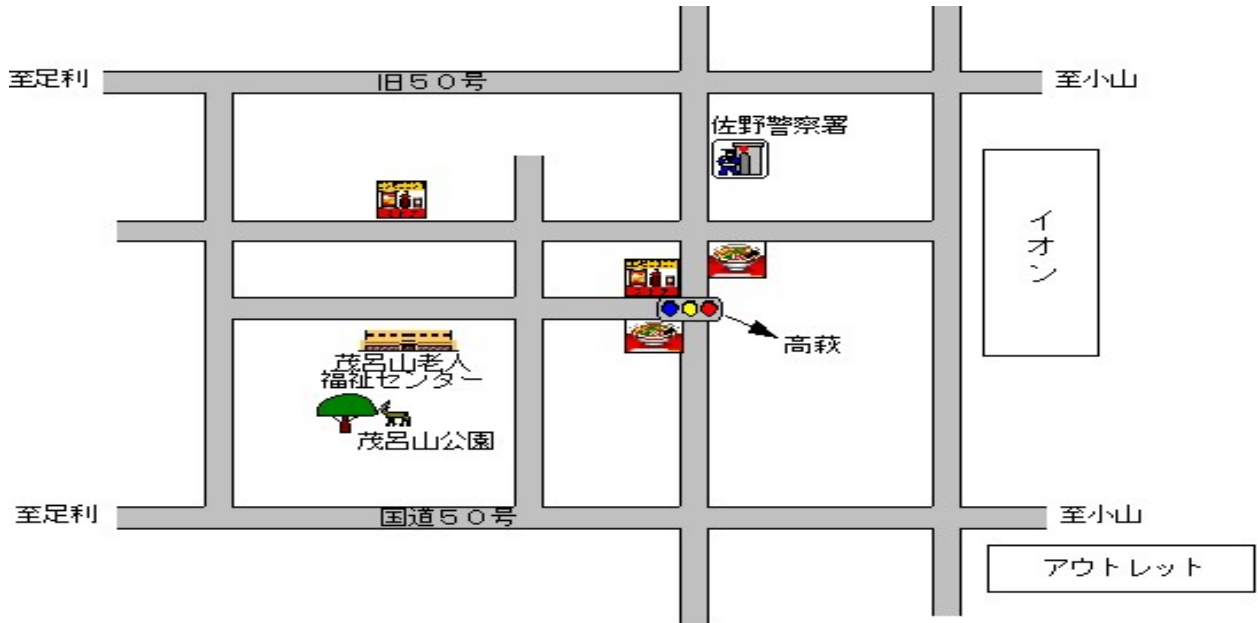 至足利
旧50号
至小山
佐野警察署
イオン
高萩
茂呂山老人
福祉センター
茂呂山公園
至足利
国道50号
至小山
アウトレット